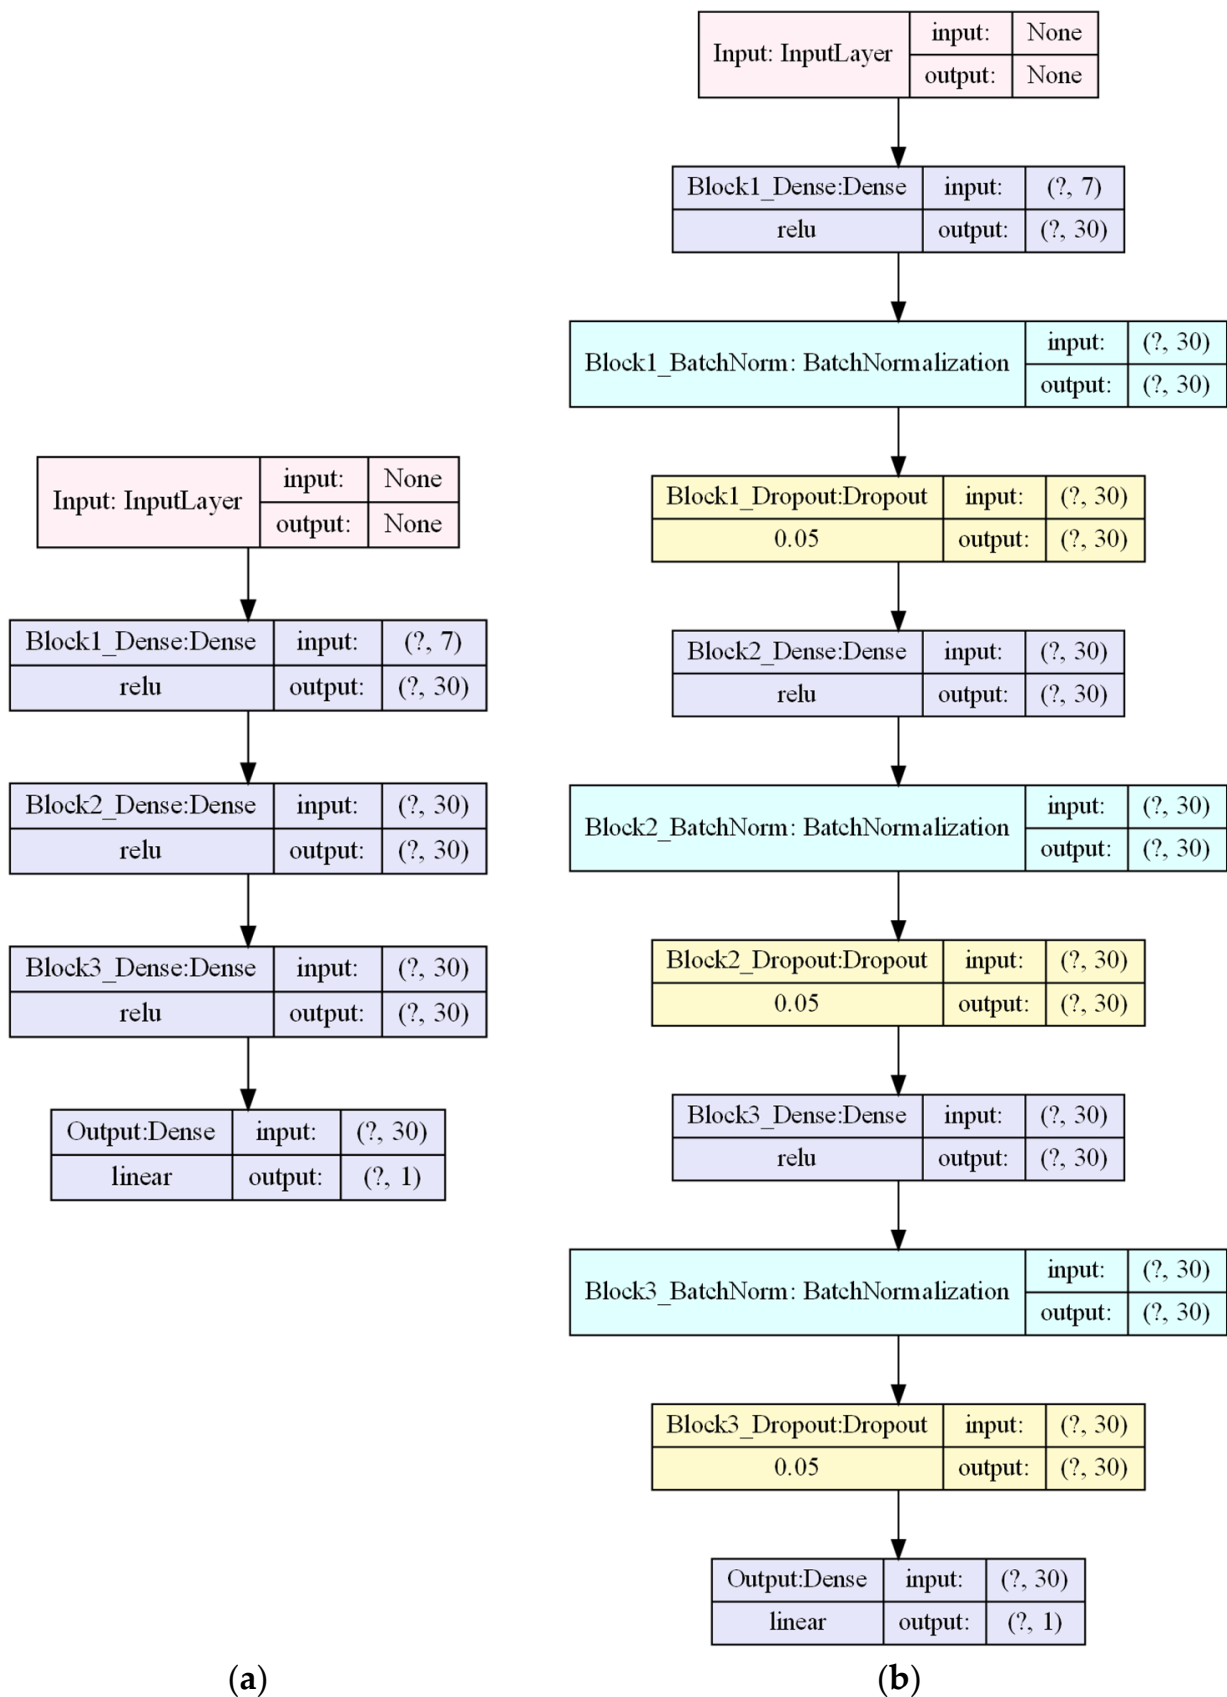 Input: InputLayer input: None
output: None
Block1_Dense:Dense input: (?, 7)
relu output: (?, 30)
Block2_Dense:Dense input: (?, 30)
relu output: (?, 30)
Block3_Dense:Dense input: (?, 30)
relu output: (?, 30)
Output:Dense input: (?, 30)
linear output: (?, 1)
(a)
Input: InputLayer input: None
output: None
Block1_Dense:Dense input: (?, 7)
relu output: (?, 30)
Block1_BatchNorm: BatchNormalization input: (?, 30)
output: (?, 30)
Block1_Dropout:Dropout input: (?, 30)
0.05 output: (?, 30)
Block2_Dense:Dense input: (?, 30)
relu output: (?, 30)
Block2_BatchNorm: BatchNormalization input: (?, 30)
output: (?, 30)
Block2_Dropout:Dropout input: (?, 30)
0.05 output: (?, 30)
Block3_Dense:Dense input: (?, 30)
relu output: (?, 30)
Block3_BatchNorm: BatchNormalization input: (?, 30)
output: (?, 30)
Block3_Dropout:Dropout input: (?, 30)
0.05 output: (?, 30)
Output:Dense input: (?, 30)
linear output: (?, 1)
(b)